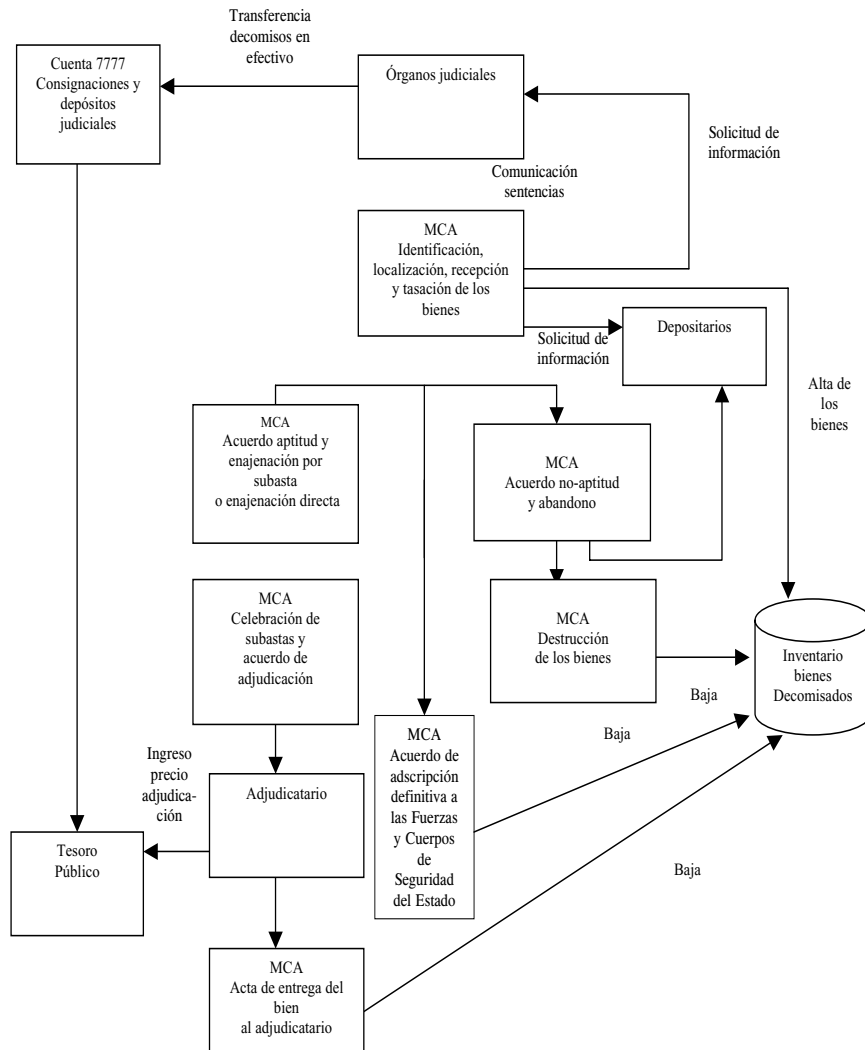 Transferencia
decomisos en
efectivo
Cuenta 7777
Consignaciones y
depósitos
judiciales
Órganos judiciales
Solicitud de
información
Comunicación
sentencias
MCA
Identificación,
localización, recepción
y tasación de los
bienes
Depositarios
Solicitud de
información
Alta de
los
bienes
MCA
Acuerdo aptitud y
enajenación por
subasta
o enajenación directa
MCA
Acuerdo no-aptitud
y abandono
MCA
Celebración de
subastas y
acuerdo de
adjudicación
MCA
Destrucción
de los bienes
Inventario
bienes
Decomisados
Baja
Baja
MCA
Acuerdo de
adscripción
definitiva a
las Fuerzas
y Cuerpos
de
Seguridad
del Estado
Ingreso
precio
adjudica-
ción
Adjudicatario
Tesoro
Público
Baja
MCA
Acta de entrega del
bien
al adjudicatario